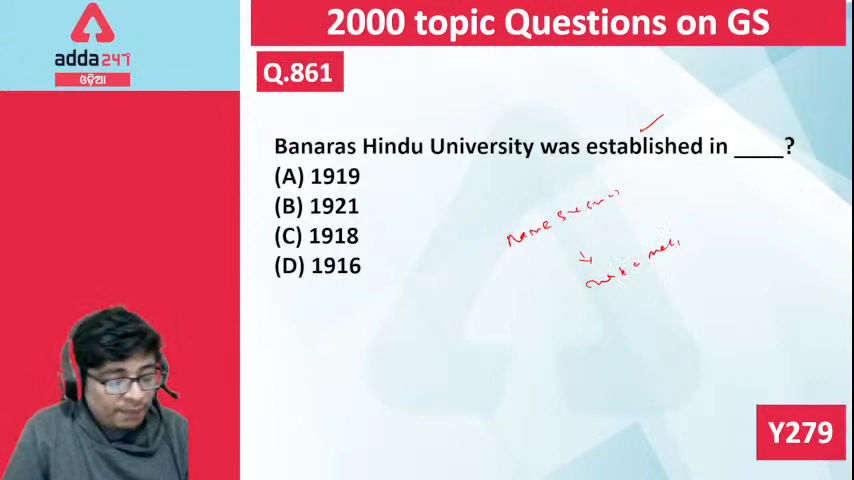 2000 topic Questions on GS
adda247
ଓଡ଼ିଆ
Q.861
Banaras Hindu University was established in ____?
(A) 1919
(B) 1921
(C) 1918
(D) 1916
Name
Y279